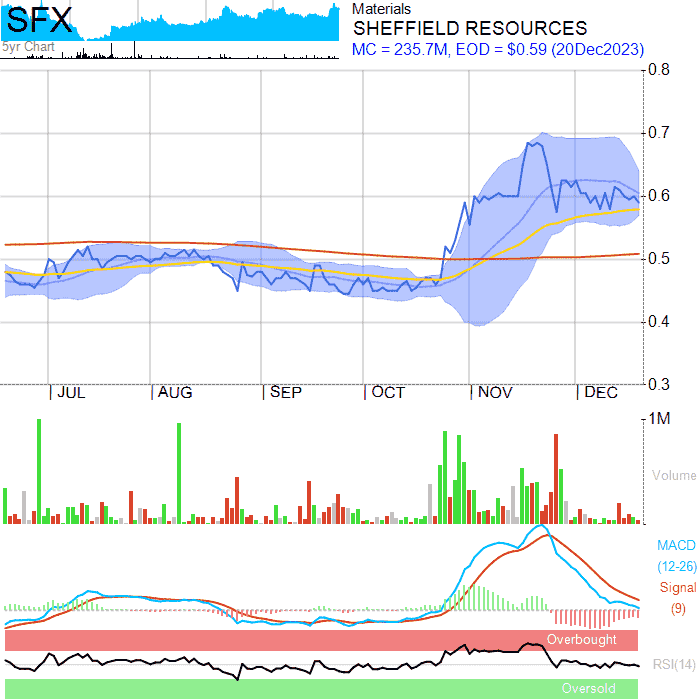 SFX
Materials
SHEFFIELD RESOURCES
5yr Chart
MC = 235.7M, EOD = $0.59 (20Dec2023)
0.8
0.7
0.6
0.5
0.4
0.3
JUL AUG SEP OCT NOV DEC
1M
Volume
MACD
(12-26)
Signal
(9)
Overbought
RSI(14)
Oversold